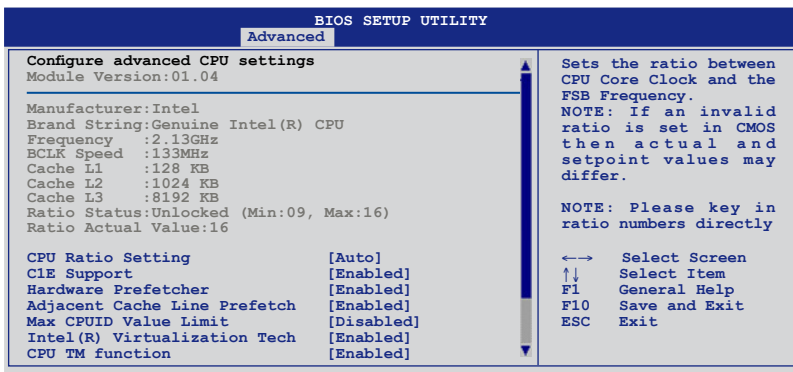 BIOS SETUP UTILITY
Advanced
Configure advanced CPU settings
Module Version:01.04
Manufacturer:Intel
Brand String:Genuine Intel(R) CPU
Frequency :2.13GHz
BCLK Speed :133MHz
Cache L1 :128 KB
Cache L2 :1024 KB
Cache L3 :8192 KB
Ratio Status:Unlocked (Min:09, Max:16)
Ratio Actual Value:16
CPU Ratio Setting [Auto]
C1E Support [Enabled]
Hardware Prefetcher [Enabled]
Adjacent Cache Line Prefetch [Enabled]
Max CPUID Value Limit [Disabled]
Intel(R) Virtualization Tech [Enabled]
CPU TM function [Enabled]
Sets the ratio between
CPU Core Clock and the
FSB Frequency.
NOTE: If an invalid
ratio is set in CMOS
then actual and
setpoint values may
differ.
NOTE: Please key in
ratio numbers directly
←→ Select Screen
↑↓ Select Item
F1 General Help
F10 Save and Exit
ESC Exit